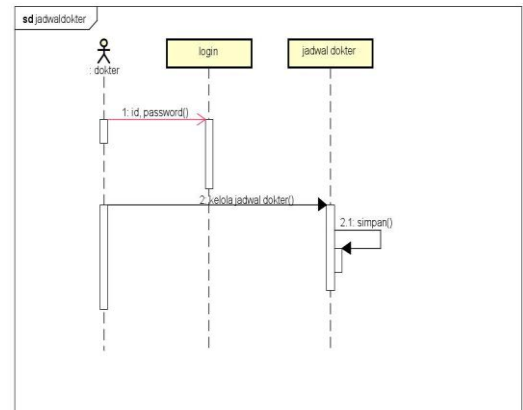 sd jadwaldokter
: dokter
login
jadwal dokter
1: id, password()
2: kelola jadwal dokter()
2.1: simpan()